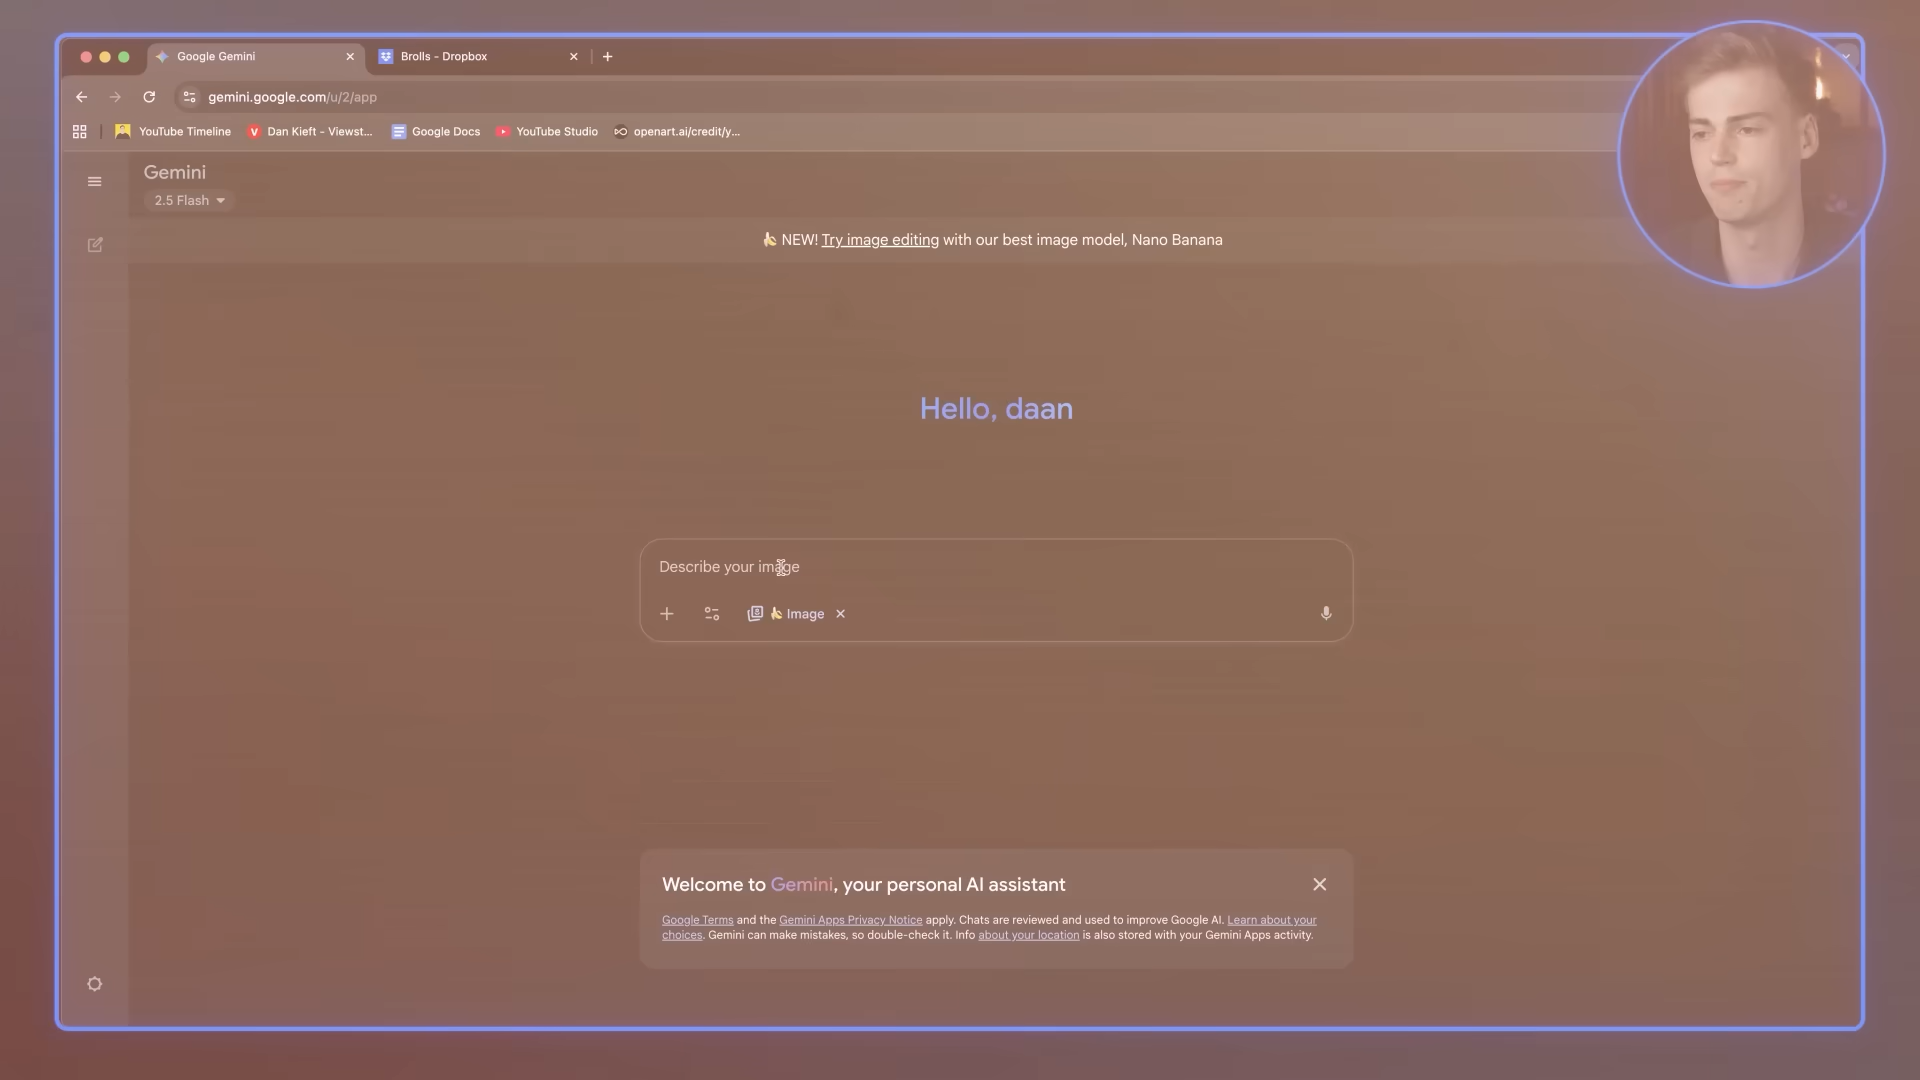 Google Gemini
Brolls - Dropbox
gemini.google.com/u/2/app
YouTube Timeline
Dan Kieft - Viewst...
Google Docs
YouTube Studio
openart.ai/credit/y...
Gemini
2.5 Flash
NEW! Try image editing with our best image model, Nano Banana
Hello, daan
Describe your image
Image
Welcome to Gemini, your personal AI assistant
Google Terms and the Gemini Apps Privacy Notice apply. Chats are reviewed and used to improve Google AI. Learn about your
choices. Gemini can make mistakes, so double-check it. Info about your location is also stored with your Gemini Apps activity.